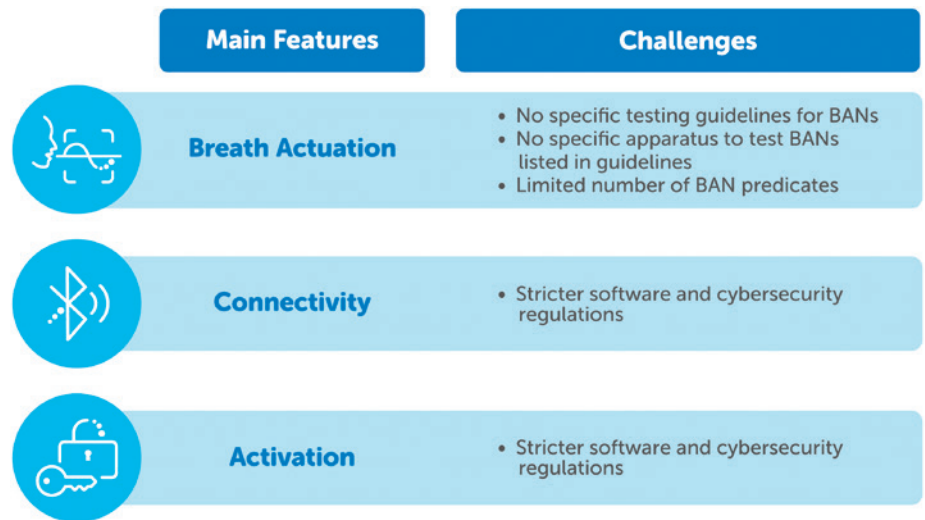 Main Features
Challenges
Breath Actuation
• No specific testing guidelines for BANs
• No specific apparatus to test BANs
listed in guidelines
• Limited number of BAN predicates
Connectivity
• Stricter software and cybersecurity
regulations
Activation
• Stricter software and cybersecurity
regulations